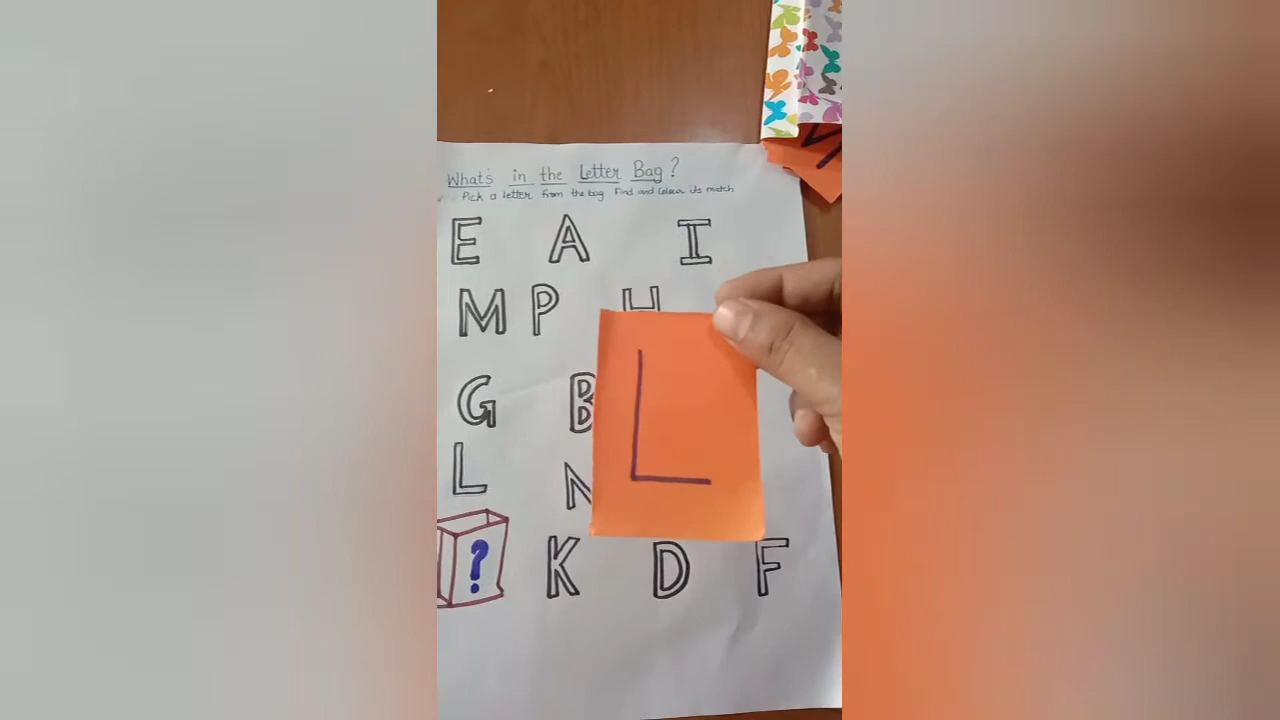 What's in the Letter Bag?
Pick a letter from the bag Find and Colour its match
E A I
M P H
G B
L N
L
? K D F